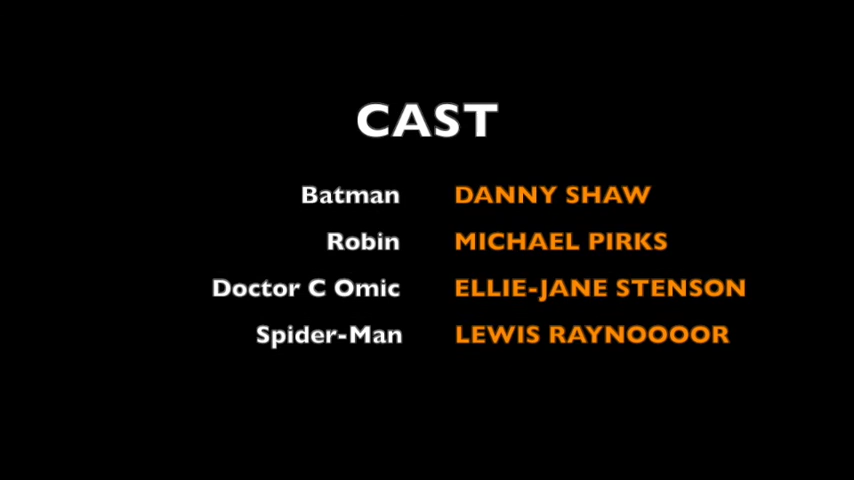 CAST
Batman DANNY SHAW
Robin MICHAEL PIRKS
Doctor C Omic ELLIE-JANE STENSON
Spider-Man LEWIS RAYNOOOOR